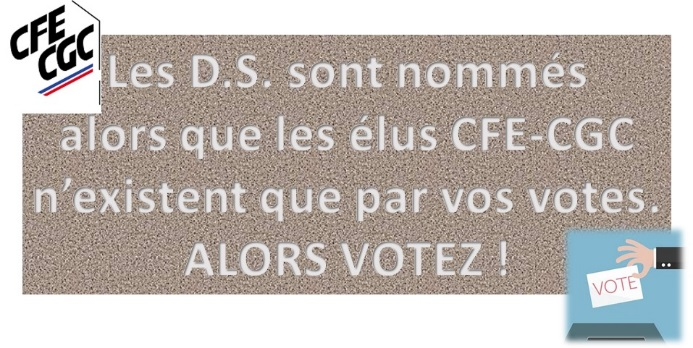 CFE
CGC
Les D.S. sont nommés
alors que les élus CFE-CGC
n’existent que par vos votes.
ALORS VOTEZ !
VOTE